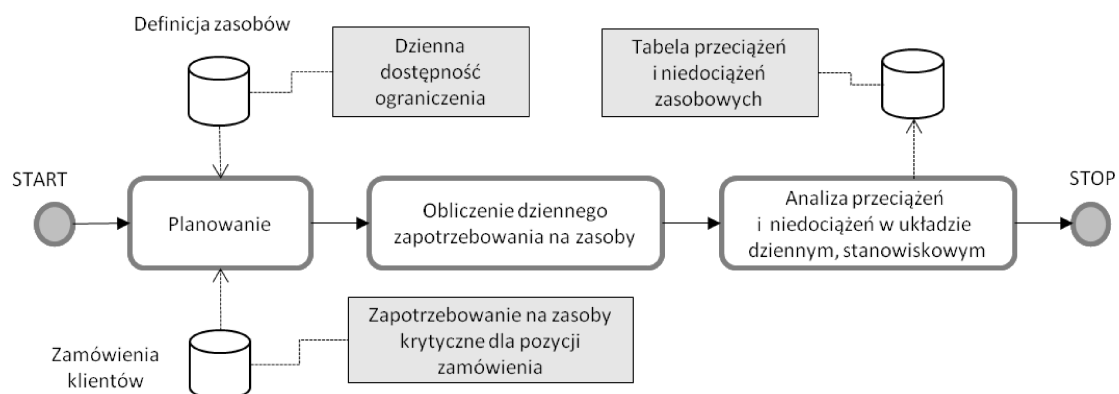 Definicja zasobów
Dzienna
dostępność
ograniczenia
Tabela przeciążeń
i niedociążeń
zasobowych
START
Planowanie
Obliczenie dziennego
zapotrzebowania na zasoby
Analiza przeciążeń
i niedociążeń w układzie
dziennym, stanowiskowym
STOP
Zamówienia
klientów
Zapotrzebowanie na zasoby
krytyczne dla pozycji
zamówienia